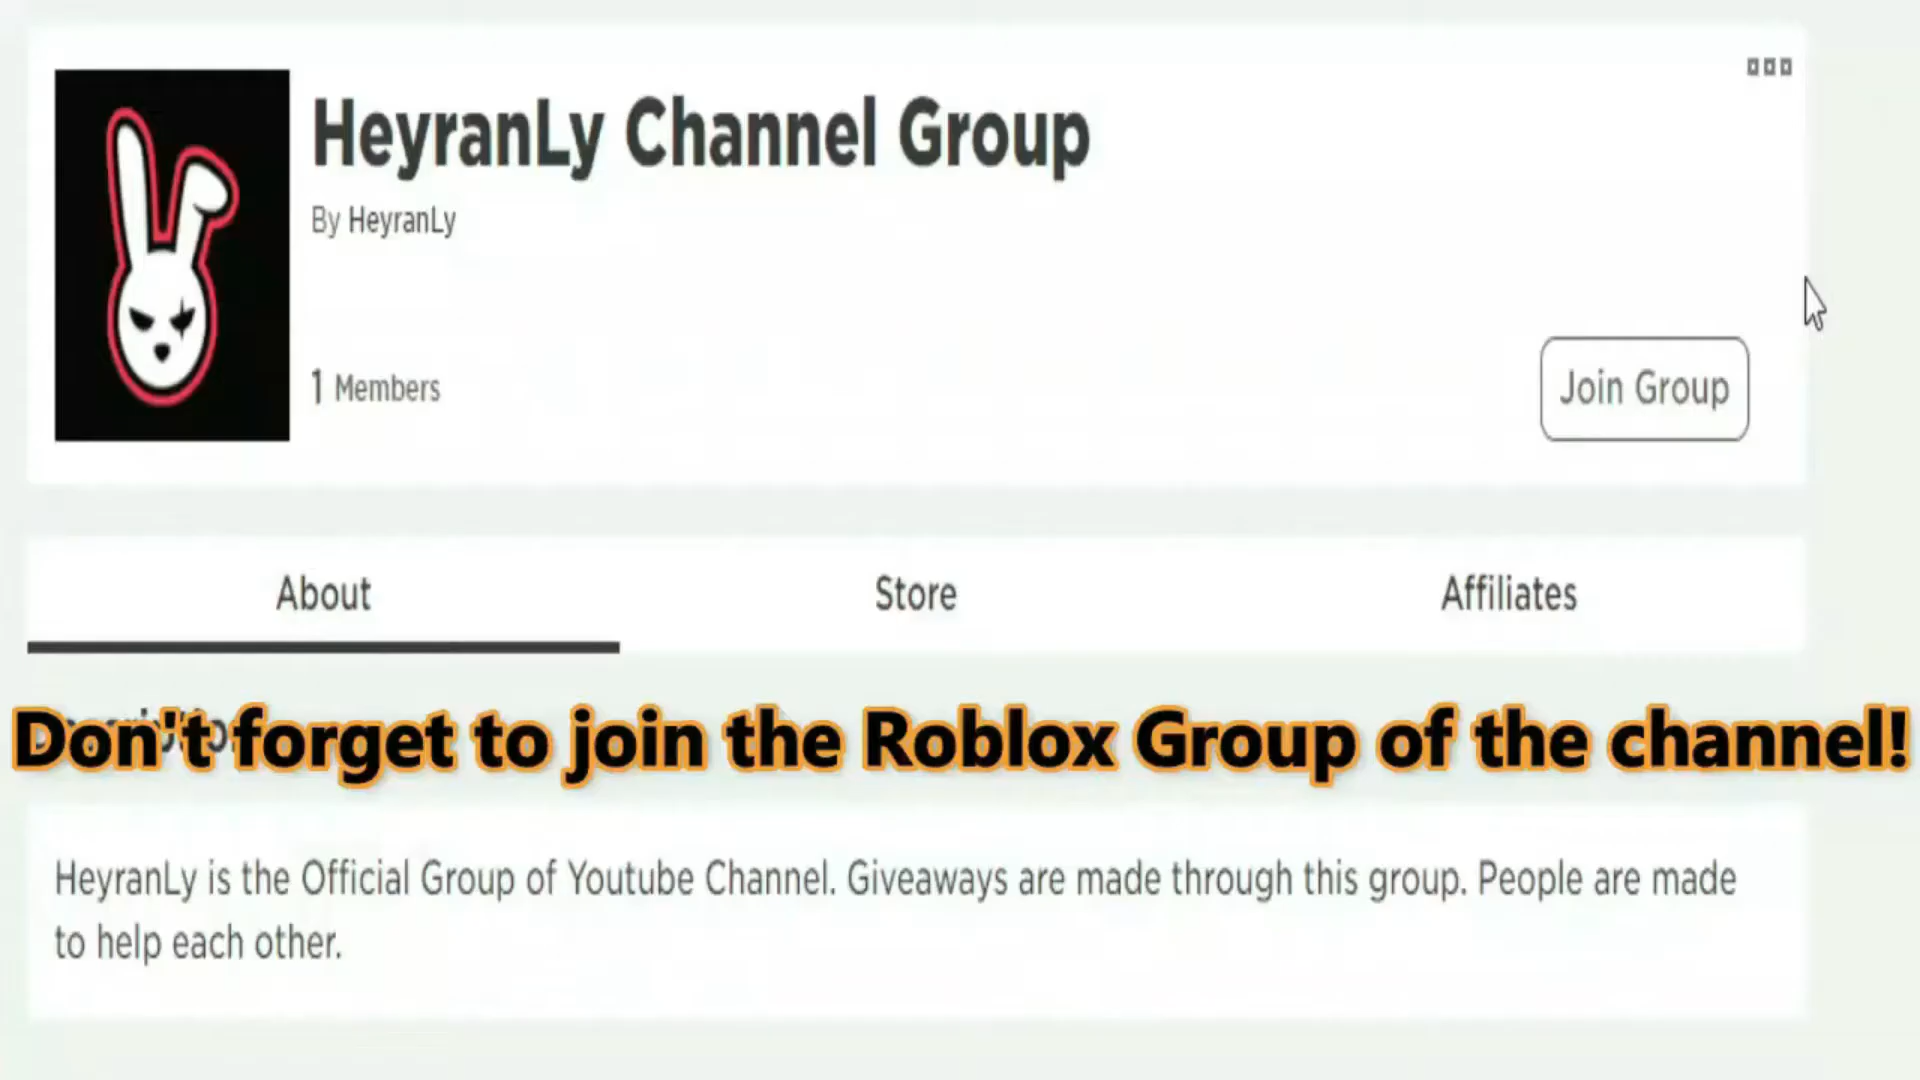 HeyranLy Channel Group
By HeyranLy
1 Members
Join Group
About
Store
Affiliates
Don't forget to join the Roblox Group of the channel!
HeyranLy is the Official Group of Youtube Channel. Giveaways are made through this group. People are made
to help each other.